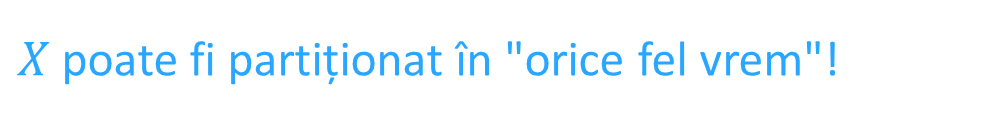 X poate fi partiționat în "orice fel vrem"!